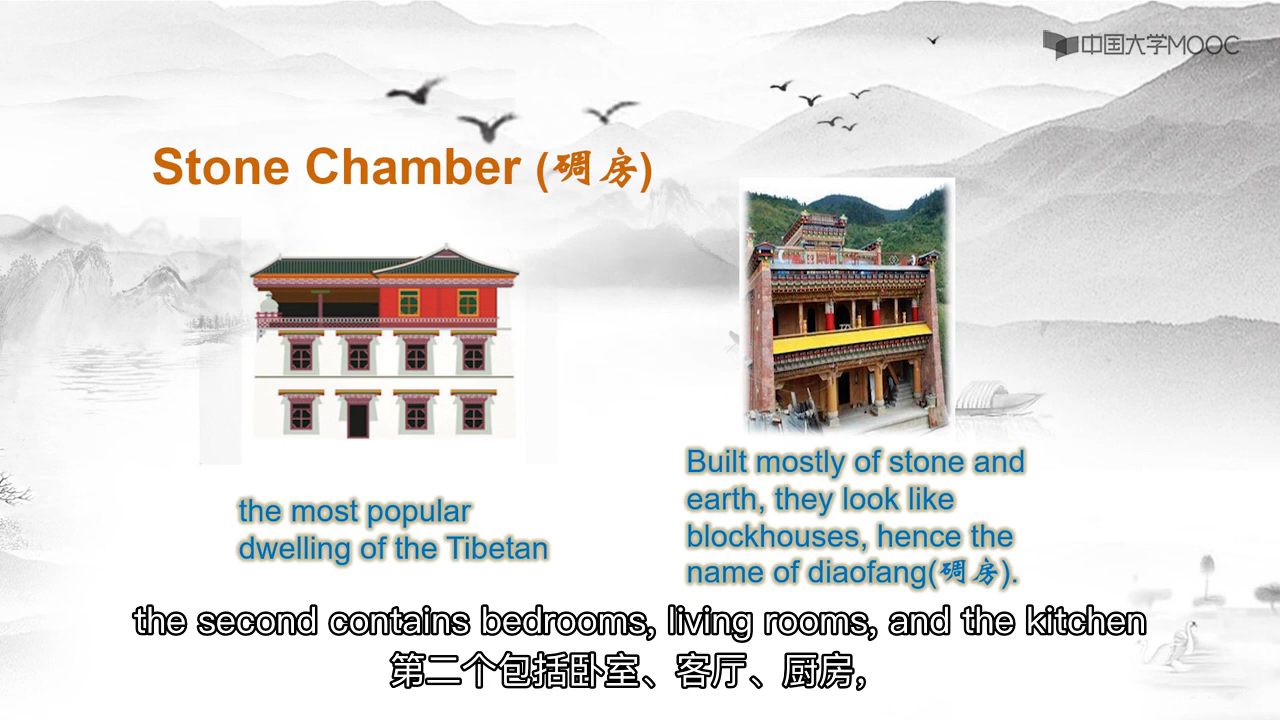 中国大学MOOC
Stone Chamber (碉房)
the most popular
dwelling of the Tibetan
Built mostly of stone and
earth, they look like
blockhouses, hence the
name of diaofang(碉房).
the second contains bedrooms, living rooms, and the kitchen
第二个包括卧室、客厅、厨房,